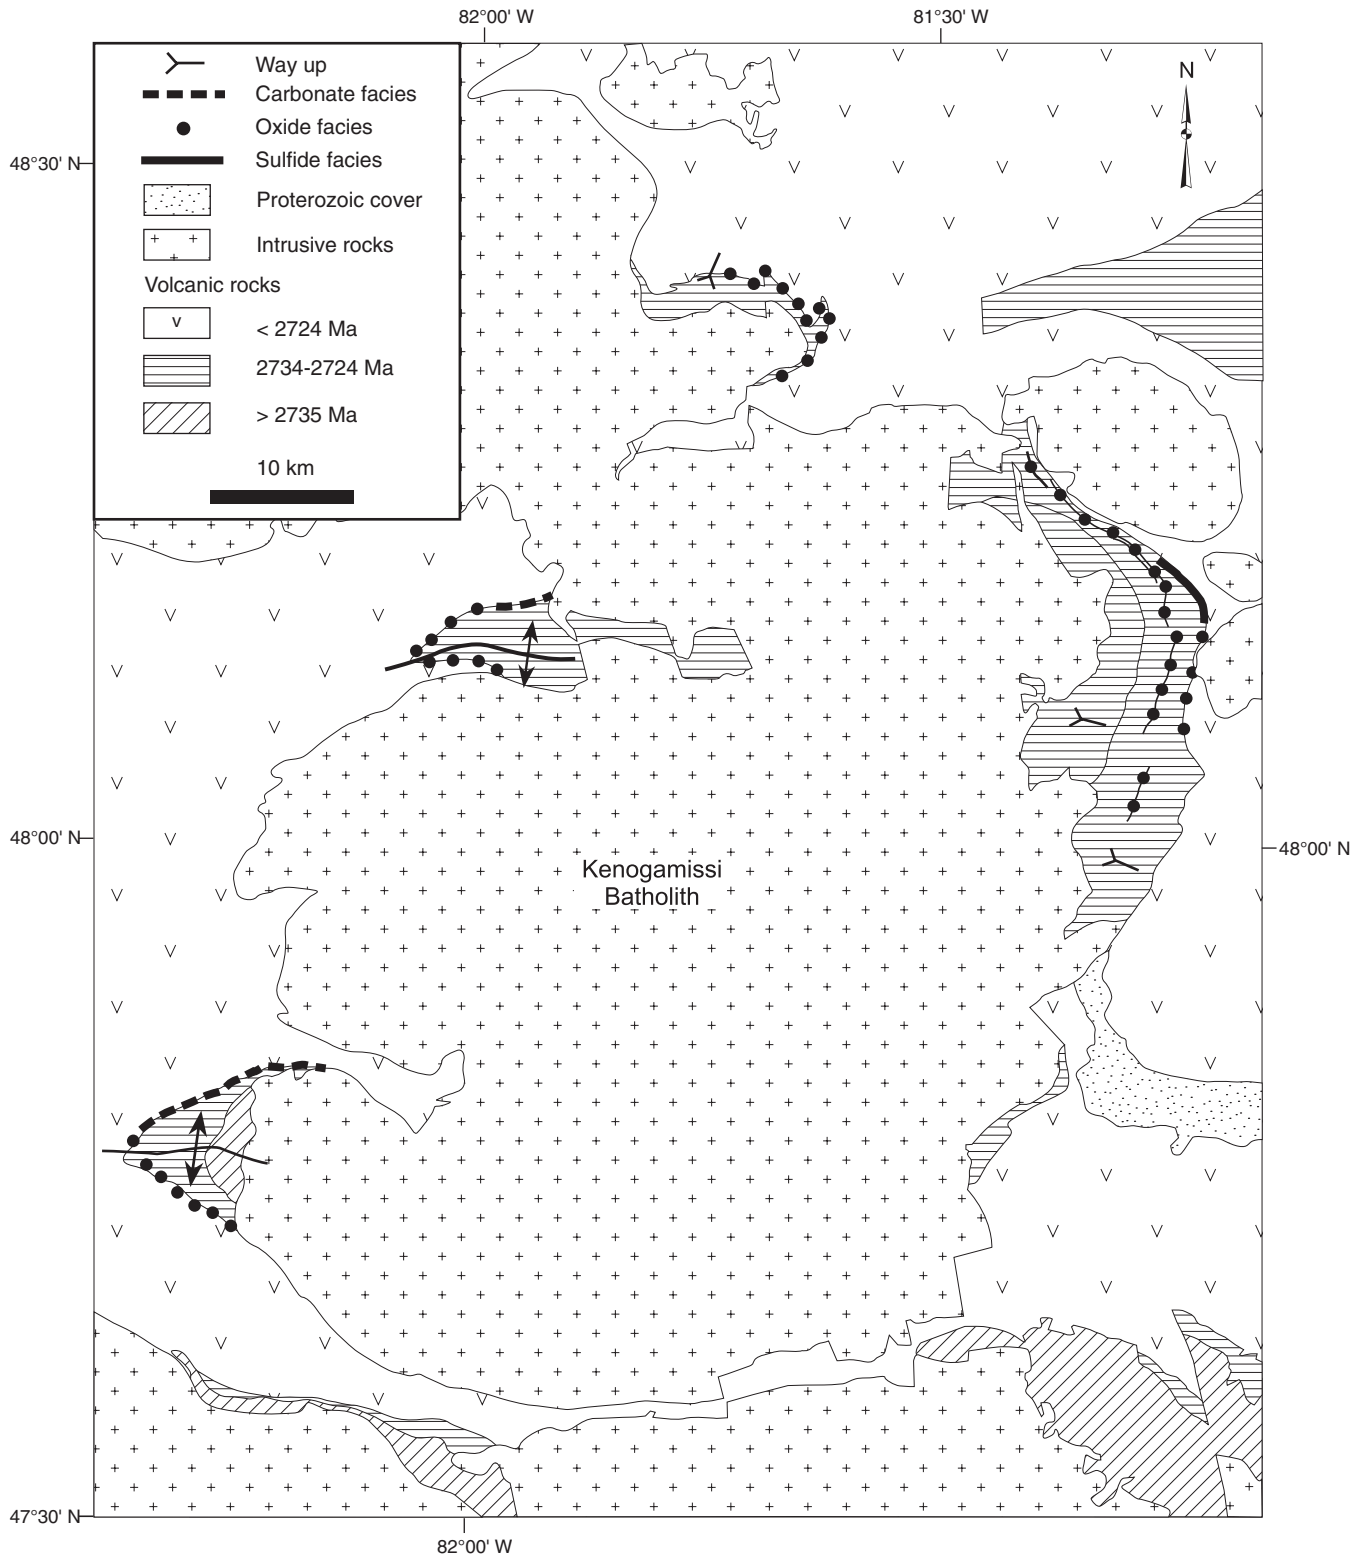 82°00' W
81°30' W
Way up
Carbonate facies
Oxide facies
Sulfide facies
Proterozoic cover
Intrusive rocks
Volcanic rocks
v
< 2724 Ma
2734-2724 Ma
> 2735 Ma
10 km
N
48°30' N
48°00' N
48°00' N
Kenogamissi
Batholith
47°30' N
82°00' W